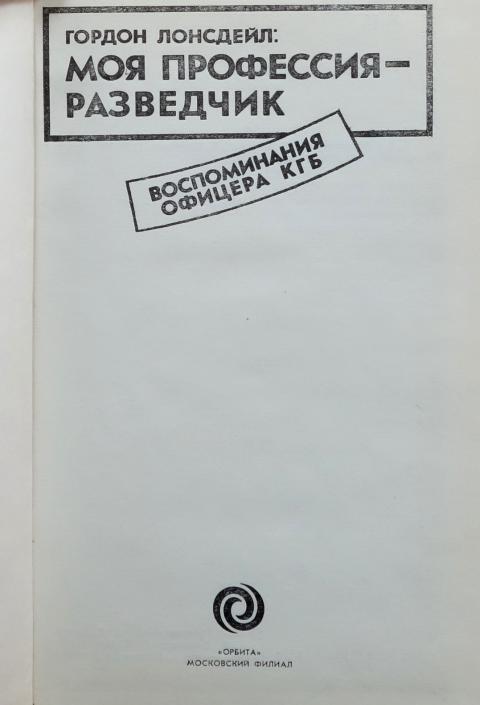 ГОРДОН ЛОНСДЕЙЛ:
МОЯ ПРОФЕССИЯ—
РАЗВЕДЧИК
ВОСПОМИНАНИЯ
ОФИЦЕРА КГБ
«ОРБИТА»
МОСКОВСКИЙ ФИЛИАЛ